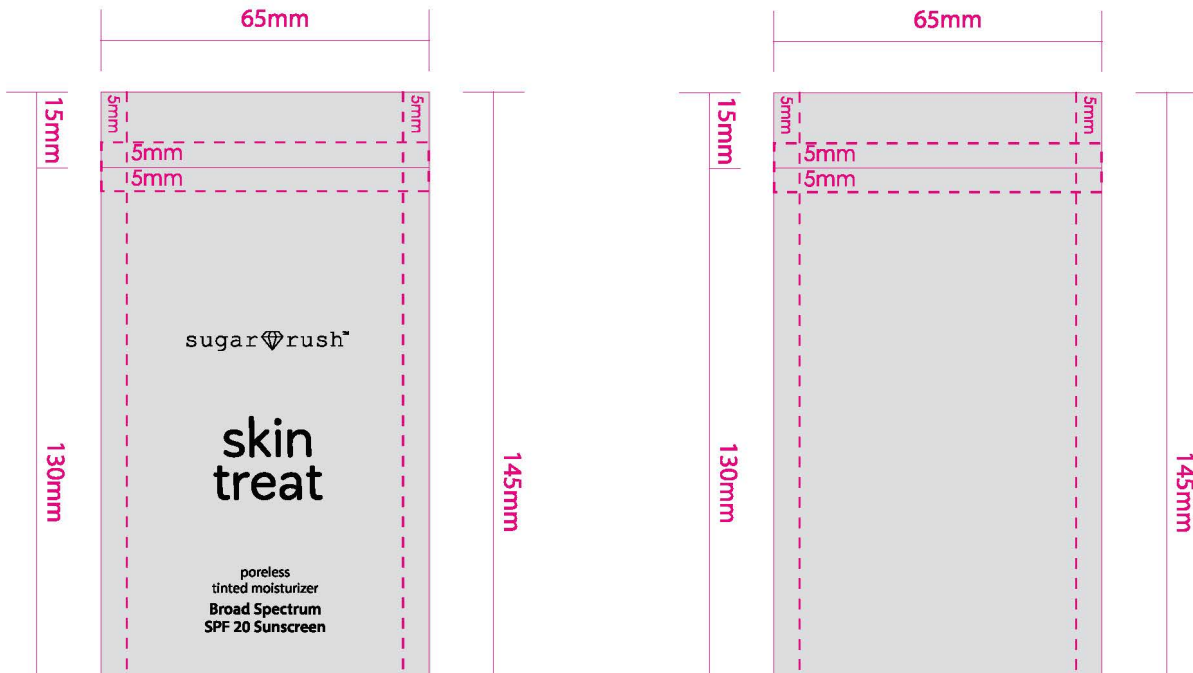 65mm
65mm
15mm
5mm
5mm
5mm
5mm
130mm
145mm
sugar rush™
skin
treat
poreless
tinted moisturizer
Broad Spectrum
SPF 20 Sunscreen
15mm
5mm
5mm
5mm
5mm
130mm
145mm